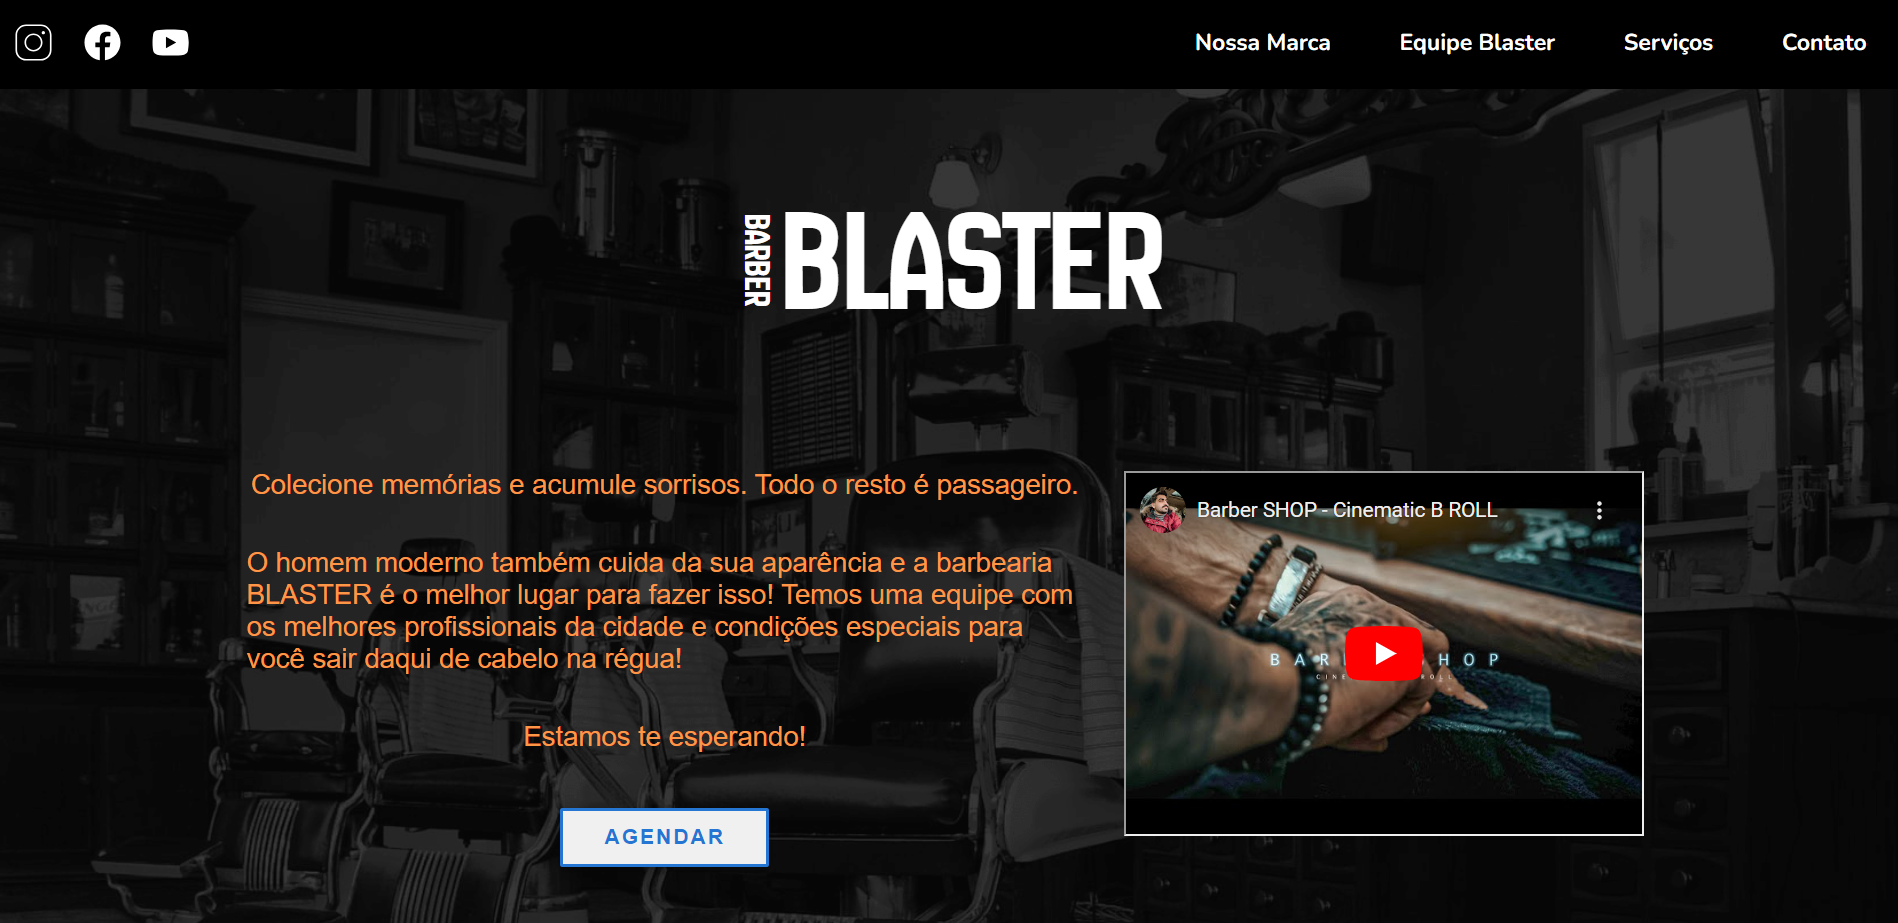 Nossa Marca
Equipe Blaster
Serviços
Contato
BARBER
BLASTER
Colecione memórias e acumule sorrisos. Todo o resto é passageiro.
O homem moderno também cuida da sua aparência e a barbearia
BLASTER é o melhor lugar para fazer isso! Temos uma equipe com
os melhores profissionais da cidade e condições especiais para
você sair daqui de cabelo na régua!
Estamos te esperando!
AGENDAR
Barber SHOP - Cinematic B ROLL